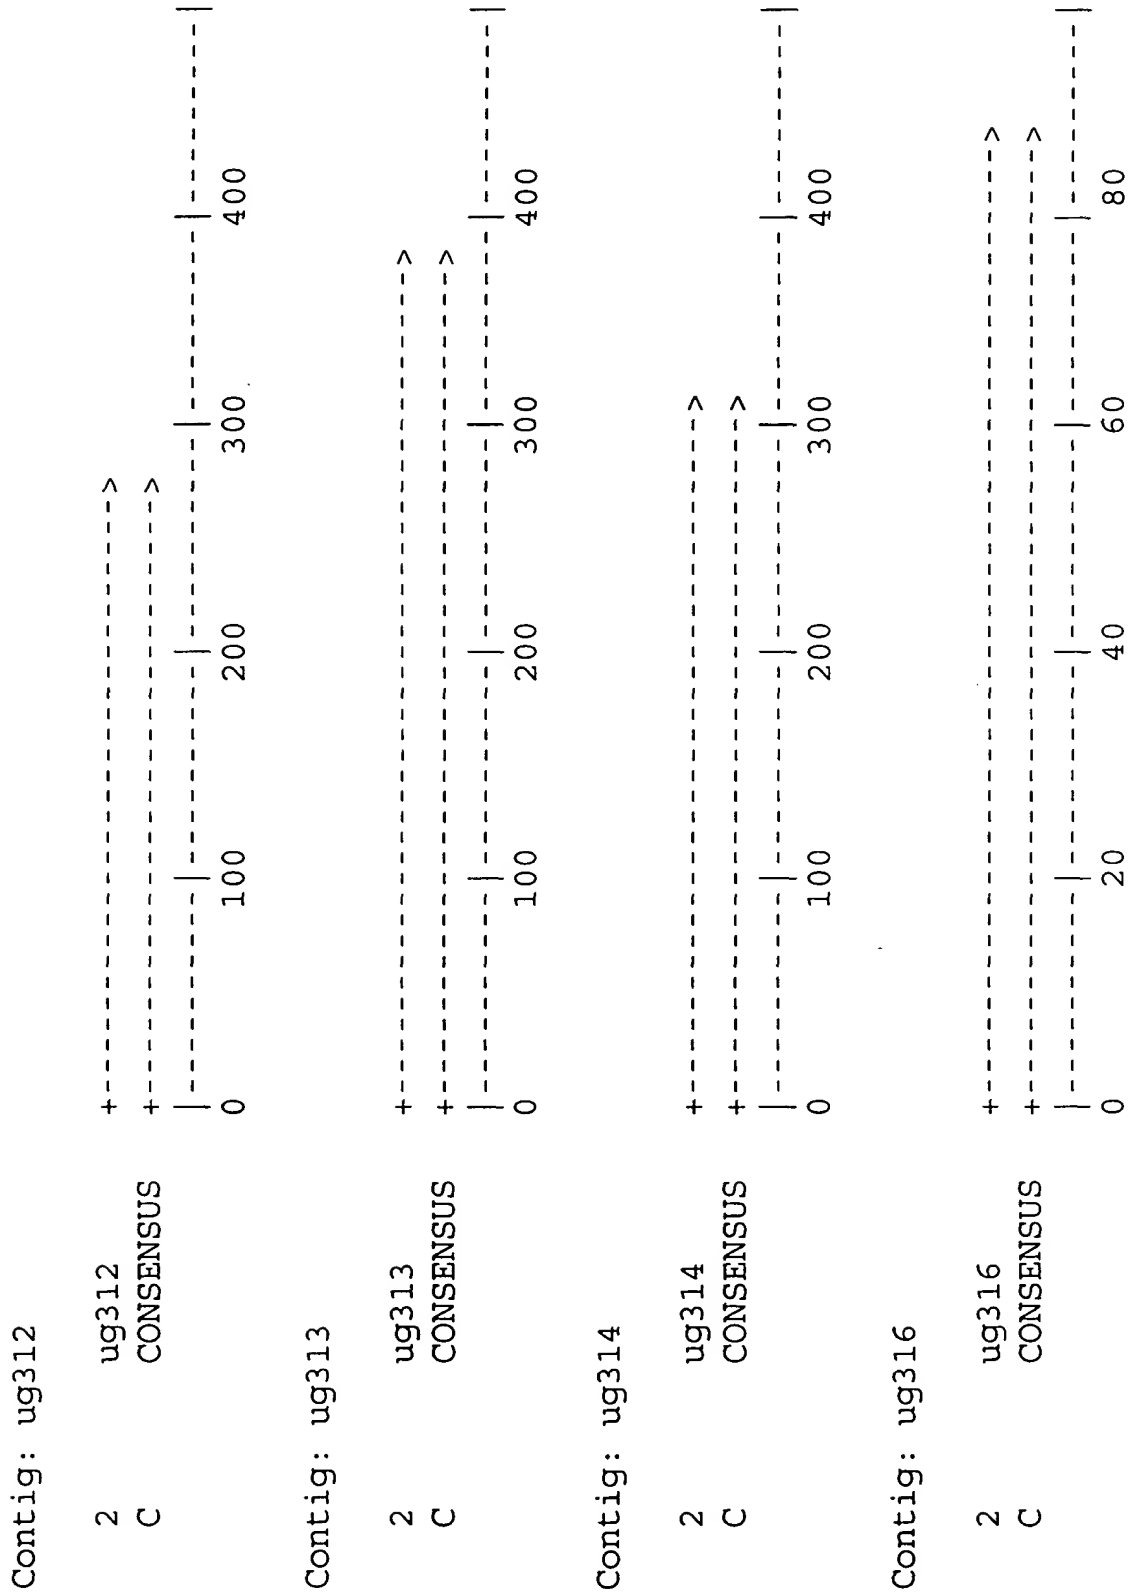 Contig: ug312
2 ug312 +--------------------------->
C CONSENSUS +--------------------------->
|---------|---------|---------|--------|--------|
0 100 200 300 400
Contig: ug313
2 ug313 +------------------------------------->
C CONSENSUS +------------------------------------->
|---------|---------|---------|--------|--------|
0 100 200 300 400
Contig: ug314
2 ug314 +------------------------------>
C CONSENSUS +------------------------------>
|---------|---------|---------|--------|--------|
0 100 200 300 400
Contig: ug316
2 ug316 +------------------------------------------>
C CONSENSUS +------------------------------------------>
|---------|---------|---------|--------|--------|
0 20 40 60 80